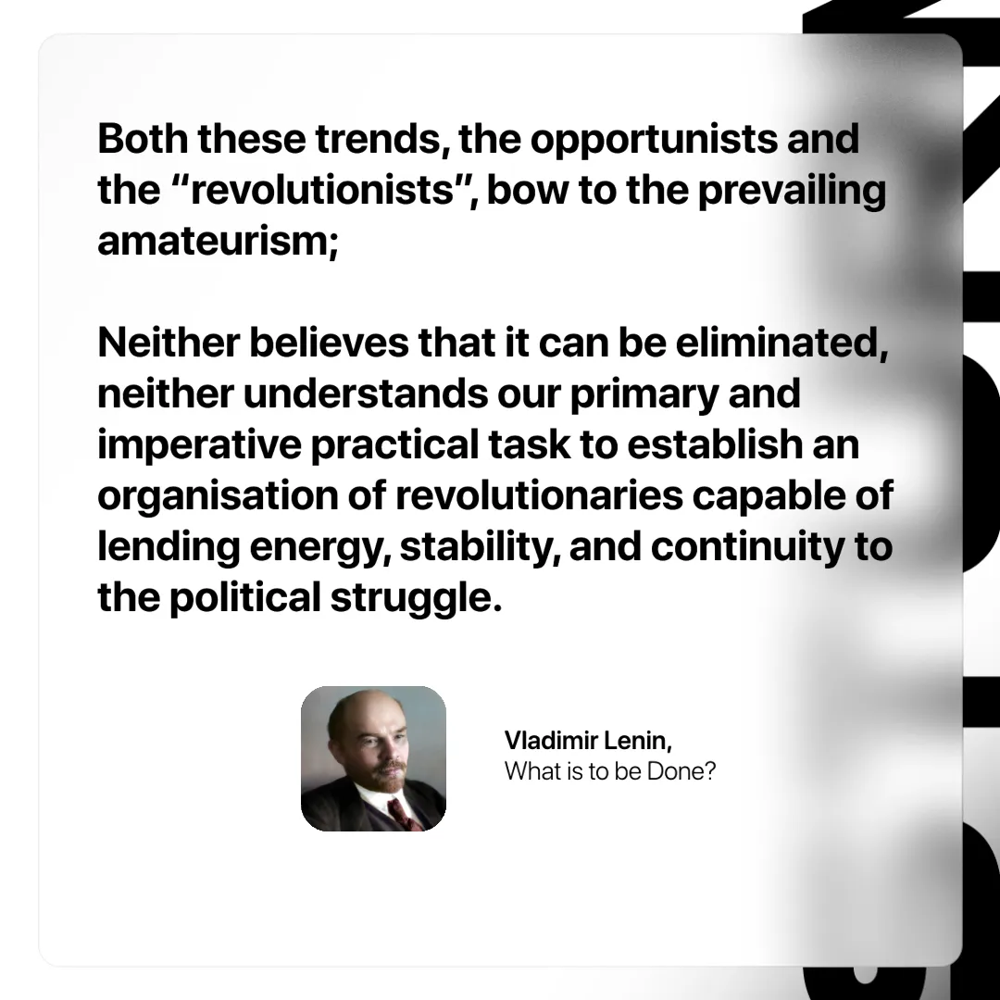 Both these trends, the opportunists and
the “revolutionists”, bow to the prevailing
amateurism;
Neither believes that it can be eliminated,
neither understands our primary and
imperative practical task to establish an
organisation of revolutionaries capable of
lending energy, stability, and continuity to
the political struggle.
Vladimir Lenin,
What is to be Done?